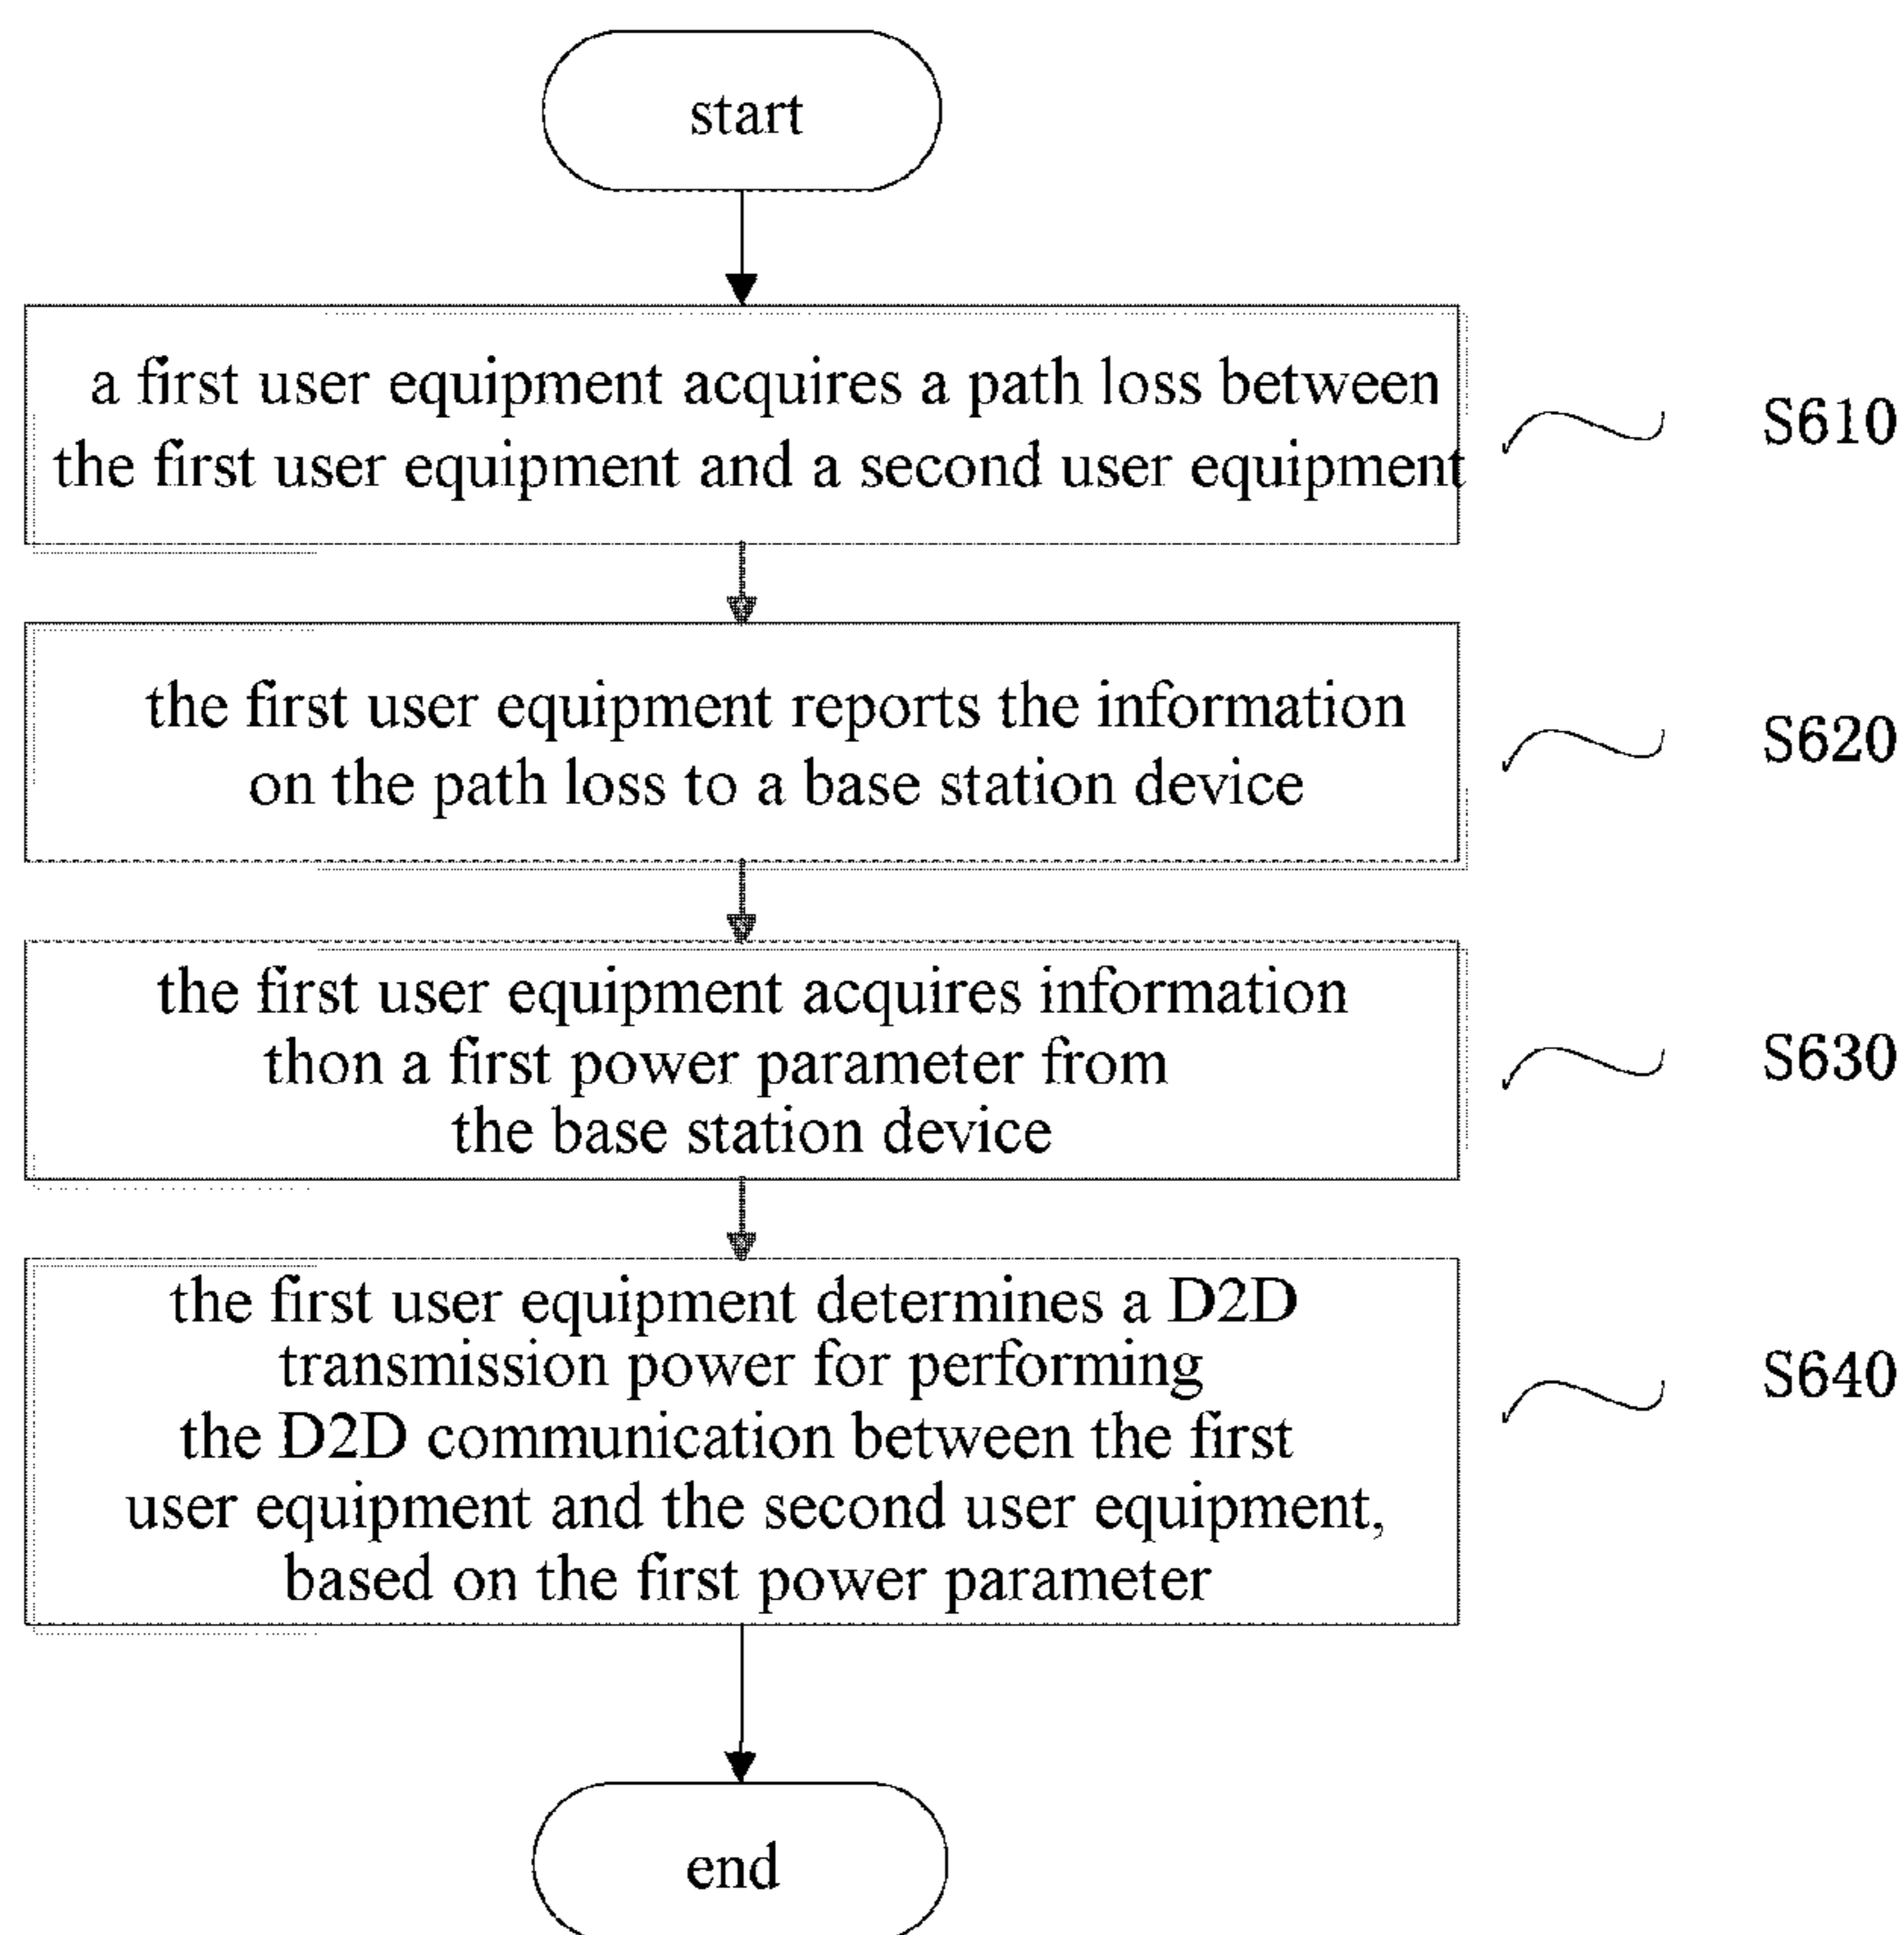 start
a first user equipment acquires a path loss between
the first user equipment and a second user equipment
S610
the first user equipment reports the information
on the path loss to a base station device
S620
the first user equipment acquires information
thon a first power parameter from
the base station device
S630
the first user equipment determines a D2D
transmission power for performing
the D2D communication between the first
user equipment and the second user equipment,
based on the first power parameter
S640
end